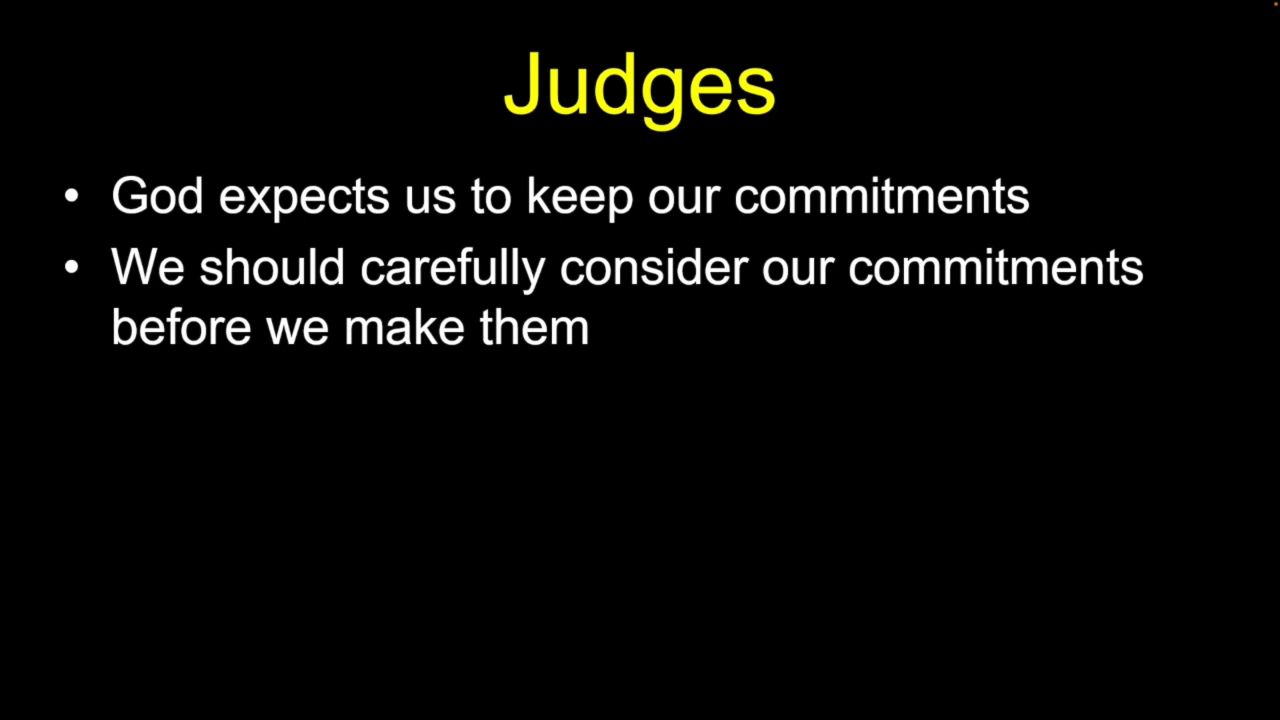 Judges
• God expects us to keep our commitments
• We should carefully consider our commitments
before we make them